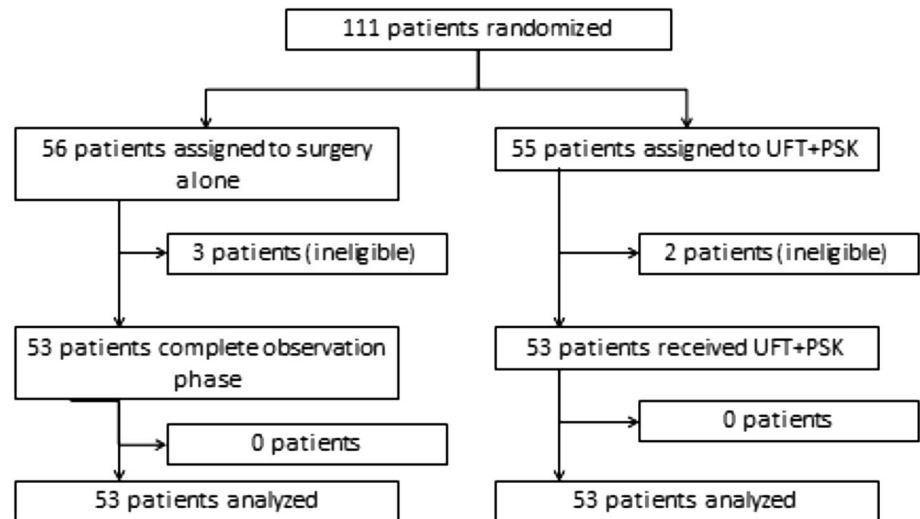 111 patients randomized
56 patients assigned to surgery
alone
55 patients assigned to UFT+PSK
3 patients (ineligible)
2 patients (ineligible)
53 patients complete observation
phase
53 patients received UFT+PSK
0 patients
0 patients
53 patients analyzed
53 patients analyzed